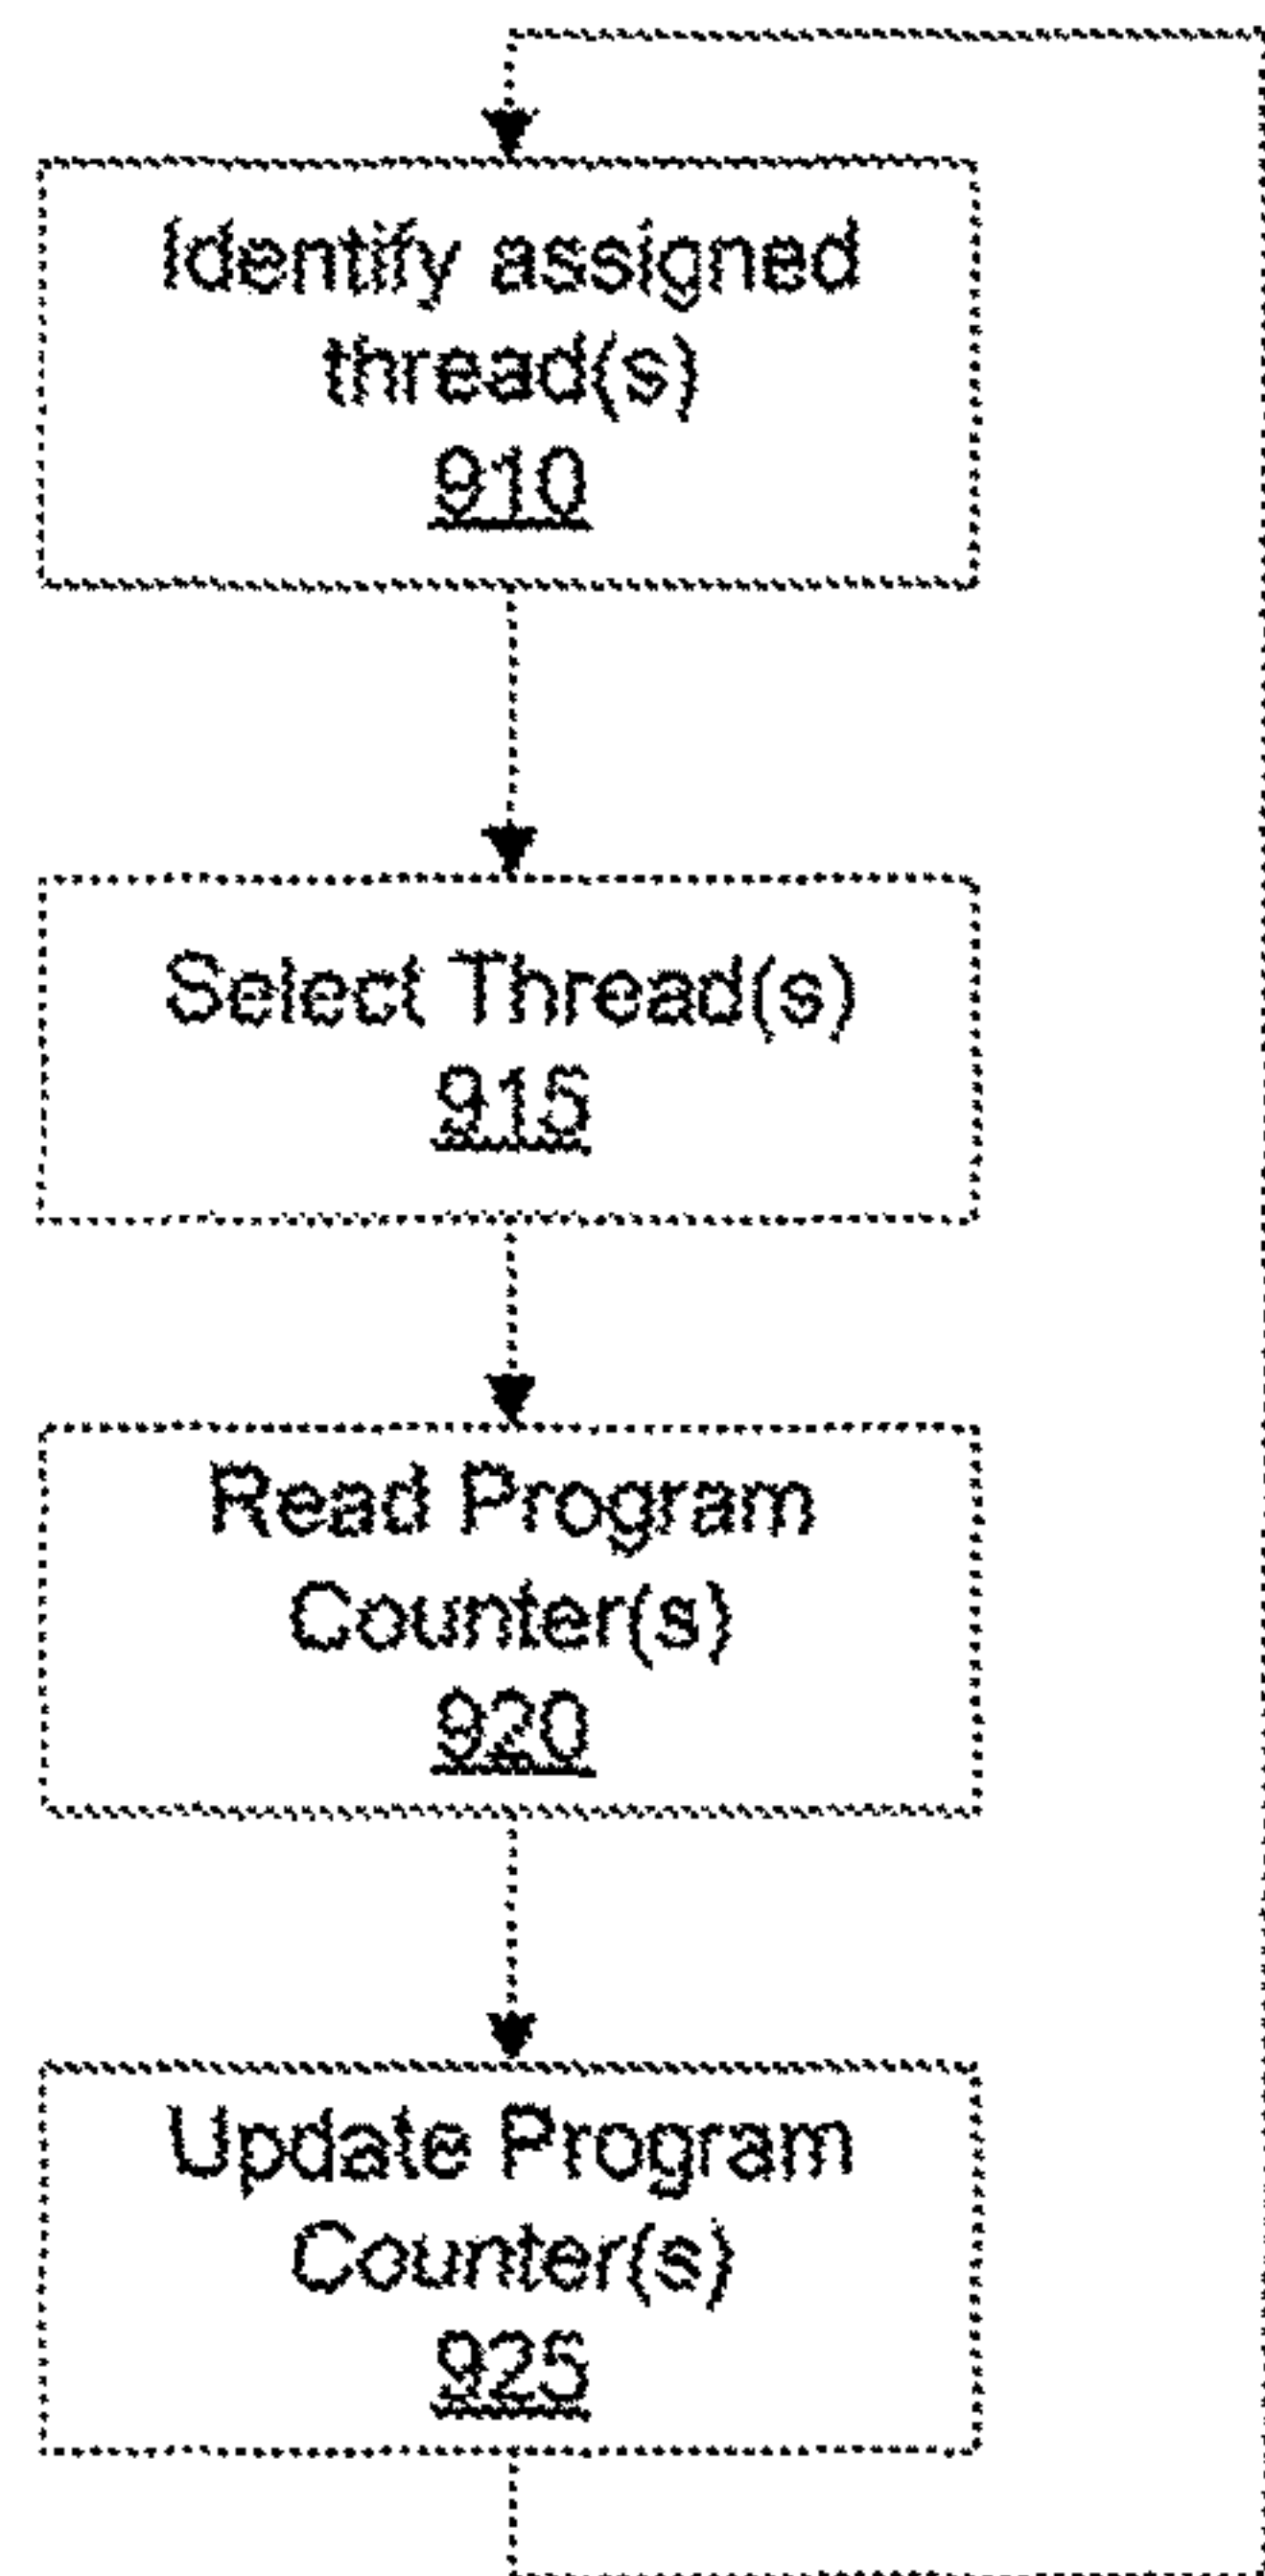 Identify assigned
thread(s)
910
Select Thread(s)
915
Read Program
Counter(s)
920
Update Program
Counter(s)
925